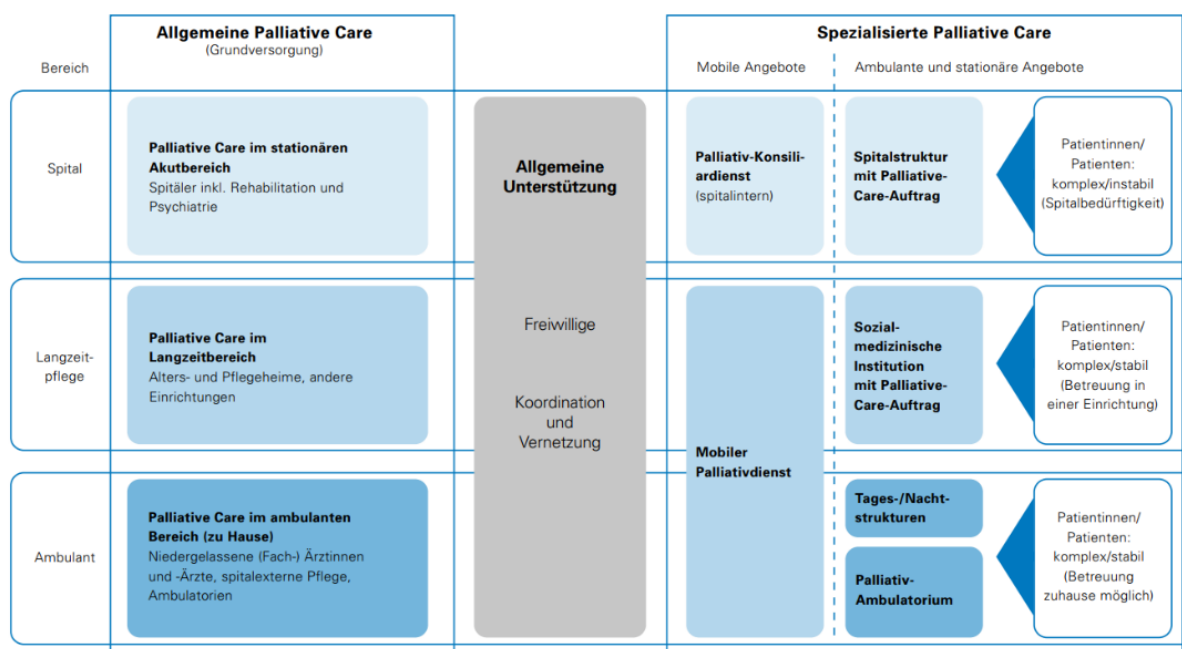 Allgemeine Palliative Care
(Grundversorgung)
Spezialisierte Palliative Care
Bereich
Mobile Angebote
Ambulante und stationäre Angebote
Spital
Palliative Care im stationären
Akutbereich
Spitäler inkl. Rehabilitation und
Psychiatrie
Allgemeine
Unterstützung
Freiwillige
Koordination
und
Vernetzung
Palliativ-Konsili-
ardienst
(spitalintern)
Spitalstruktur
mit Palliative-
Care-Auftrag
Patientinnen/
Patienten:
komplex/instabil
(Spitalbedürftigkeit)
Langzeit-
pflege
Palliative Care im
Langzeitbereich
Alters- und Pflegeheime, andere
Einrichtungen
Mobiler
Palliativdienst
Sozial-
medizinische
Institution
mit Palliative-
Care-Auftrag
Patientinnen/
Patienten:
komplex/stabil
(Betreuung in
einer Einrichtung)
Ambulant
Palliative Care im ambulanten
Bereich (zu Hause)
Niedergelassene (Fach-) Ärztinnen
und -Ärzte, spitalexterne Pflege,
Ambulatorien
Tages-/Nacht-
strukturen
Palliativ-
Ambulatorium
Patientinnen/
Patienten:
komplex/stabil
(Betreuung
zuhause möglich)